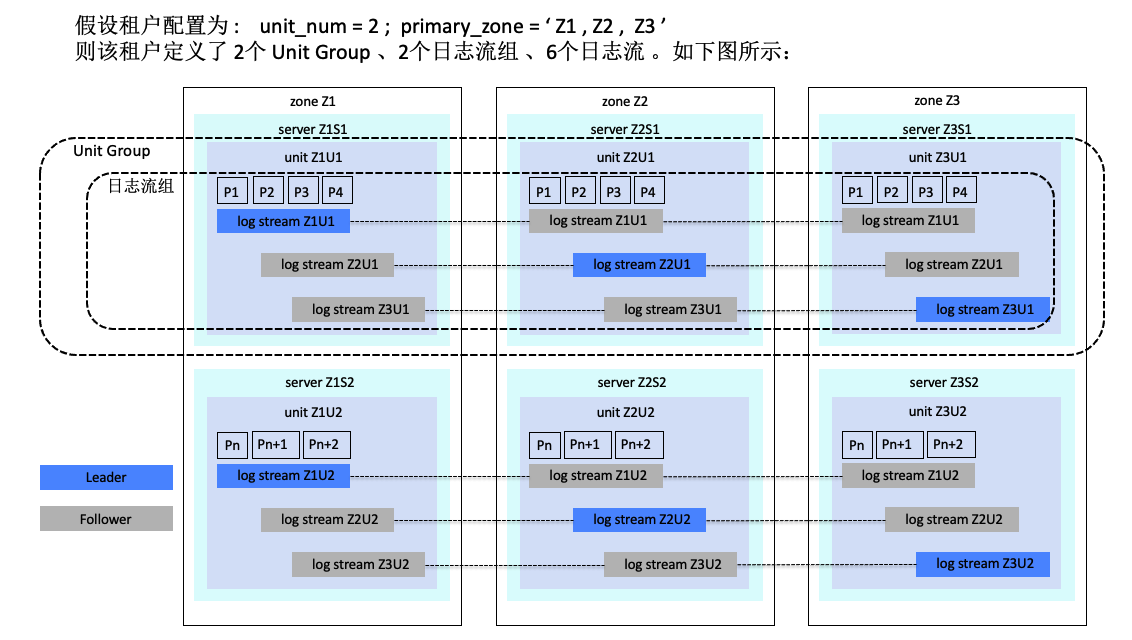 假设租户配置为： unit_num = 2 ; primary_zone = ‘ Z1 , Z2 , Z3 ’
则该租户定义了 2个 Unit Group 、2个日志流组 、6个日志流 。如下图所示：
zone Z1 zone Z2 zone Z3
server Z1S1 server Z2S1 server Z3S1
Unit Group
unit Z1U1 unit Z2U1 unit Z3U1
日志流组
P1 P2 P3 P4 P1 P2 P3 P4 P1 P2 P3 P4
log stream Z1U1 log stream Z1U1 log stream Z1U1
log stream Z2U1 log stream Z2U1 log stream Z2U1
log stream Z3U1 log stream Z3U1 log stream Z3U1
server Z1S2 server Z2S2 server Z3S2
unit Z1U2 unit Z2U2 unit Z3U2
Pn Pn+1 Pn+2 Pn Pn+1 Pn+2 Pn Pn+1 Pn+2
log stream Z1U2 log stream Z1U2 log stream Z1U2
log stream Z2U2 log stream Z2U2 log stream Z2U2
log stream Z3U2 log stream Z3U2 log stream Z3U2
Leader
Follower